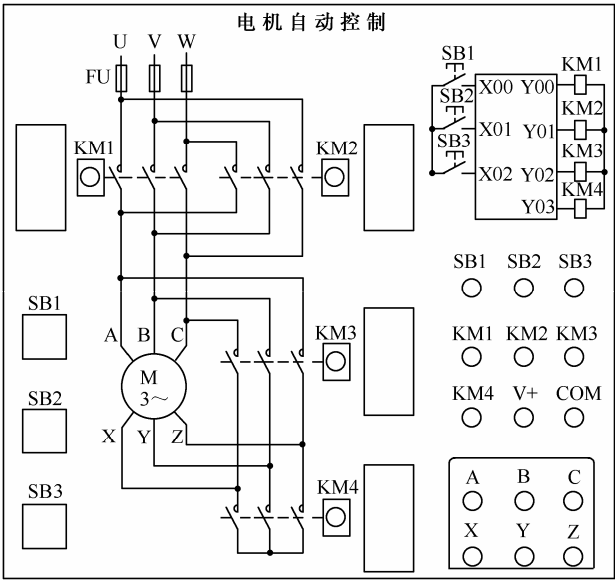 电机自动控制
U V W
FU
KM1 KM2
SB1
SB2
SB3
X00 Y00 KM1
X01 Y01 KM2
X02 Y02 KM3
Y03 KM4
SB1 SB2 SB3
KM1 KM2 KM3
KM4 V+ COM
A B C
X Y Z
A B C
M
3～
X Y Z
KM3
KM4
SB1
SB2
SB3